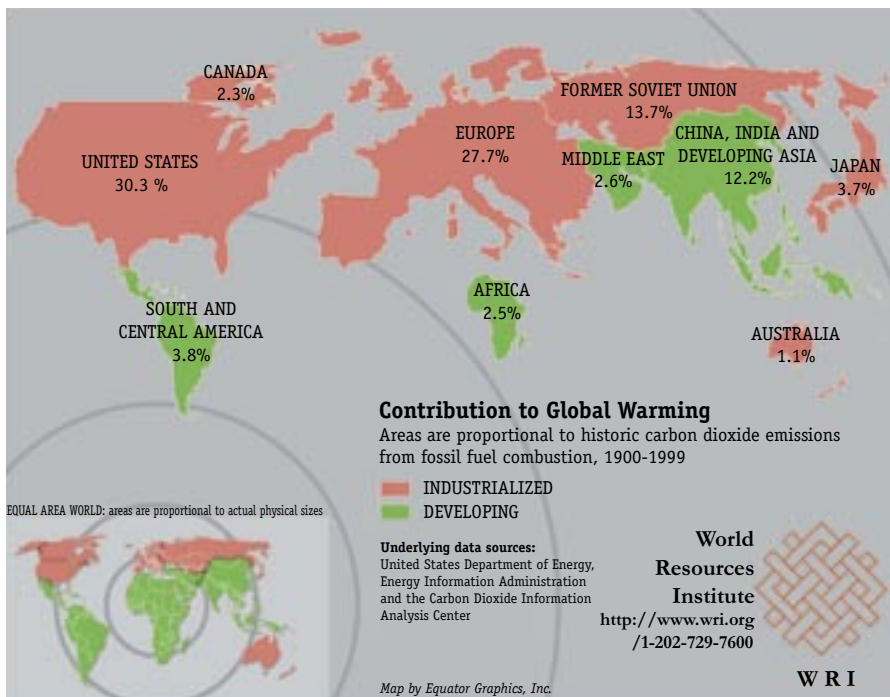 CANADA
2.3%
FORMER SOVIET UNION
13.7%
EUROPE
27.7%
CHINA, INDIA AND
DEVELOPING ASIA
12.2%
UNITED STATES
30.3 %
MIDDLE EAST
2.6%
JAPAN
3.7%
AFRICA
2.5%
SOUTH AND
CENTRAL AMERICA
3.8%
AUSTRALIA
1.1%
Contribution to Global Warming
Areas are proportional to historic carbon dioxide emissions
from fossil fuel combustion, 1900-1999
INDUSTRIALIZED
DEVELOPING
EQUAL AREA WORLD: areas are proportional to actual physical sizes
Underlying data sources:
United States Department of Energy,
Energy Information Administration
and the Carbon Dioxide Information
Analysis Center
Map by Equator Graphics, Inc.
World
Resources
Institute
http://www.wri.org
/1-202-729-7600
W R I